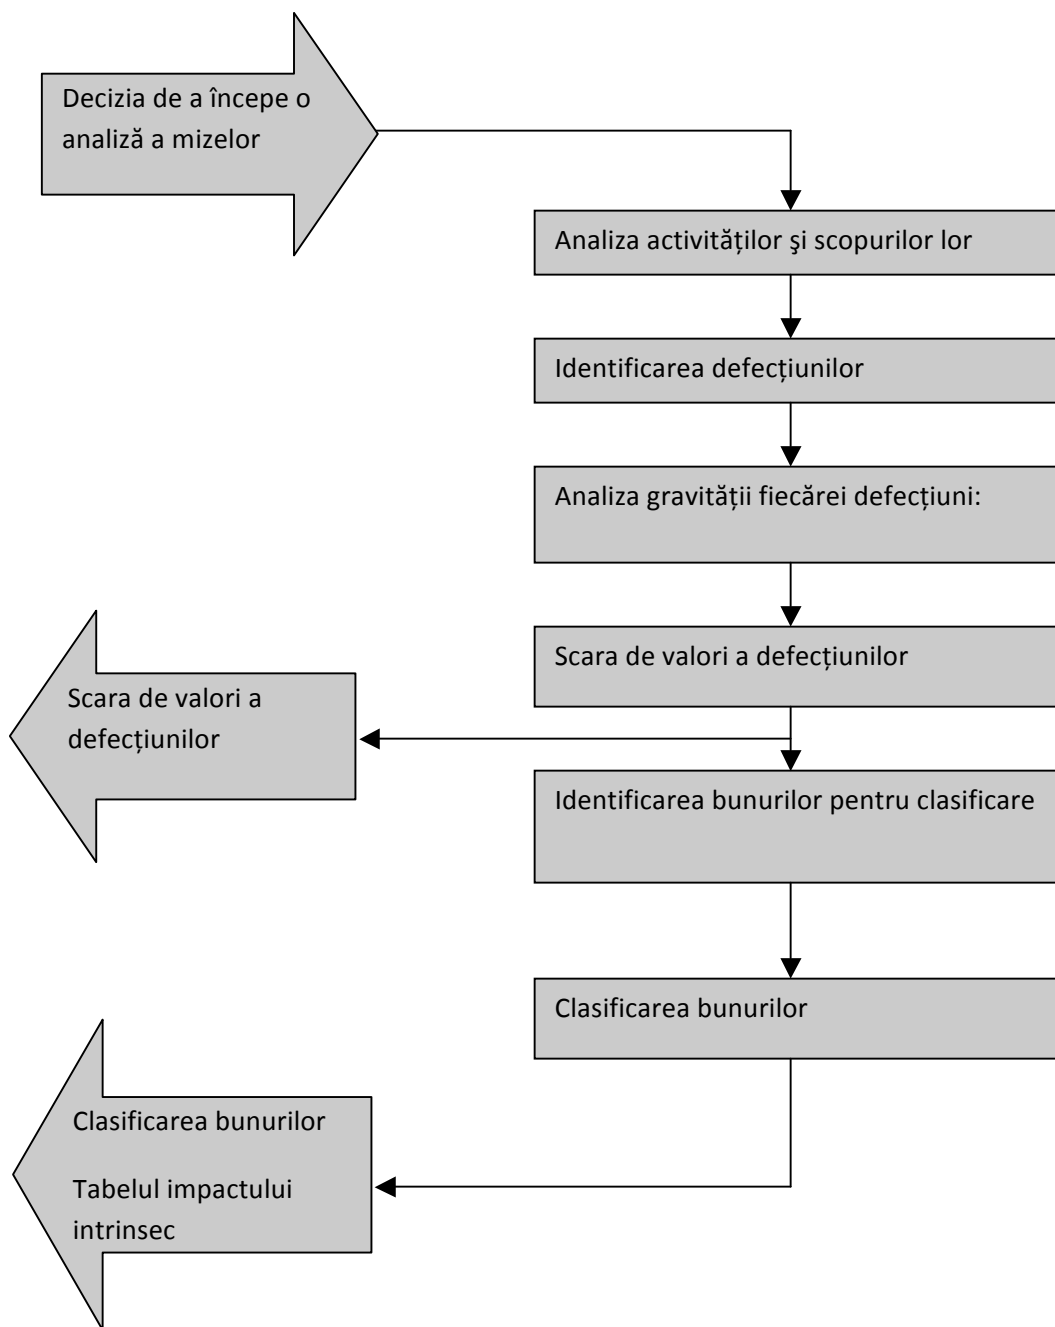 Decizia de a începe o
analiză a mizelor
Analiza activităților şi scopurilor lor
Identificarea defecțiunilor
Analiza gravității fiecărei defecțiuni:
Scara de valori a defecțiunilor
Scara de valori a
defecțiunilor
Identificarea bunurilor pentru clasificare
Clasificarea bunurilor
Clasificarea bunurilor
Tabelul impactului
intrinsec